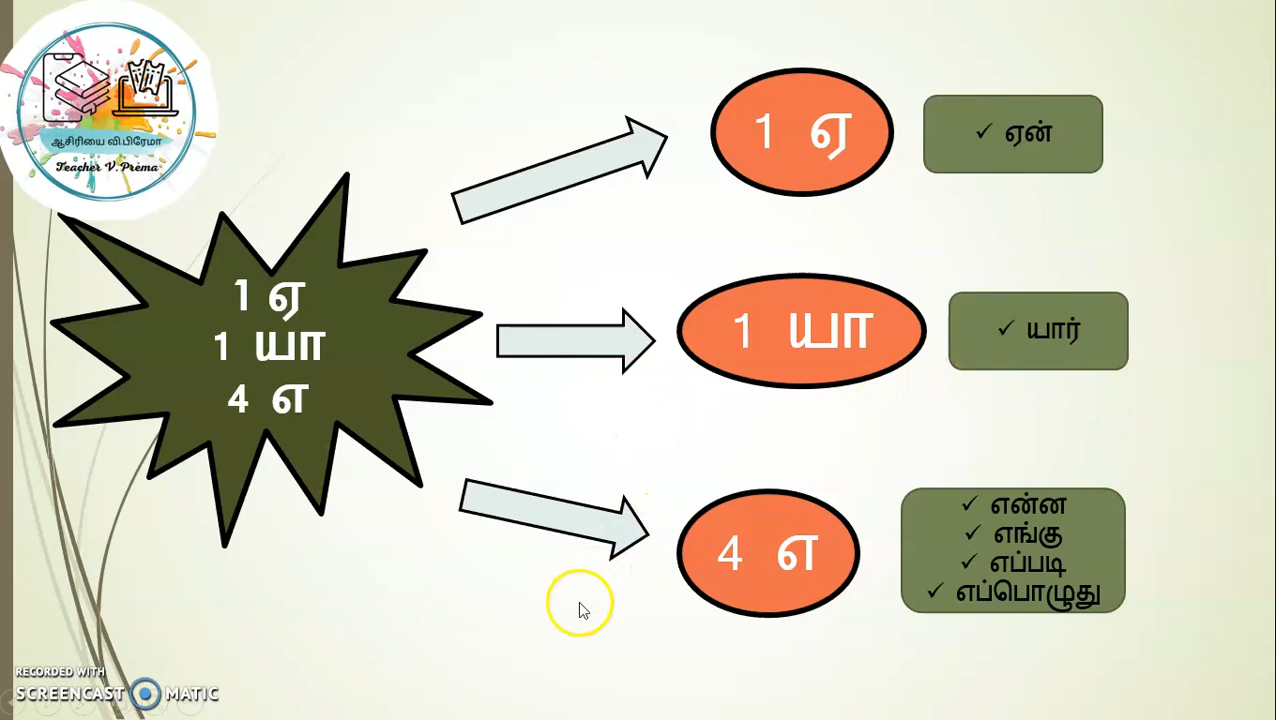 ஆசிரியை வி.பிரேமா
Teacher V. Prema
1 ஏ
1 யா
4 எ
1 ஏ
✓ ஏன்
1 யா
✓ யார்
4 எ
✓ என்ன
✓ எங்கு
✓ எப்படி
✓ எப்பொழுது
RECORDED WITH
SCREENCAST MATIC